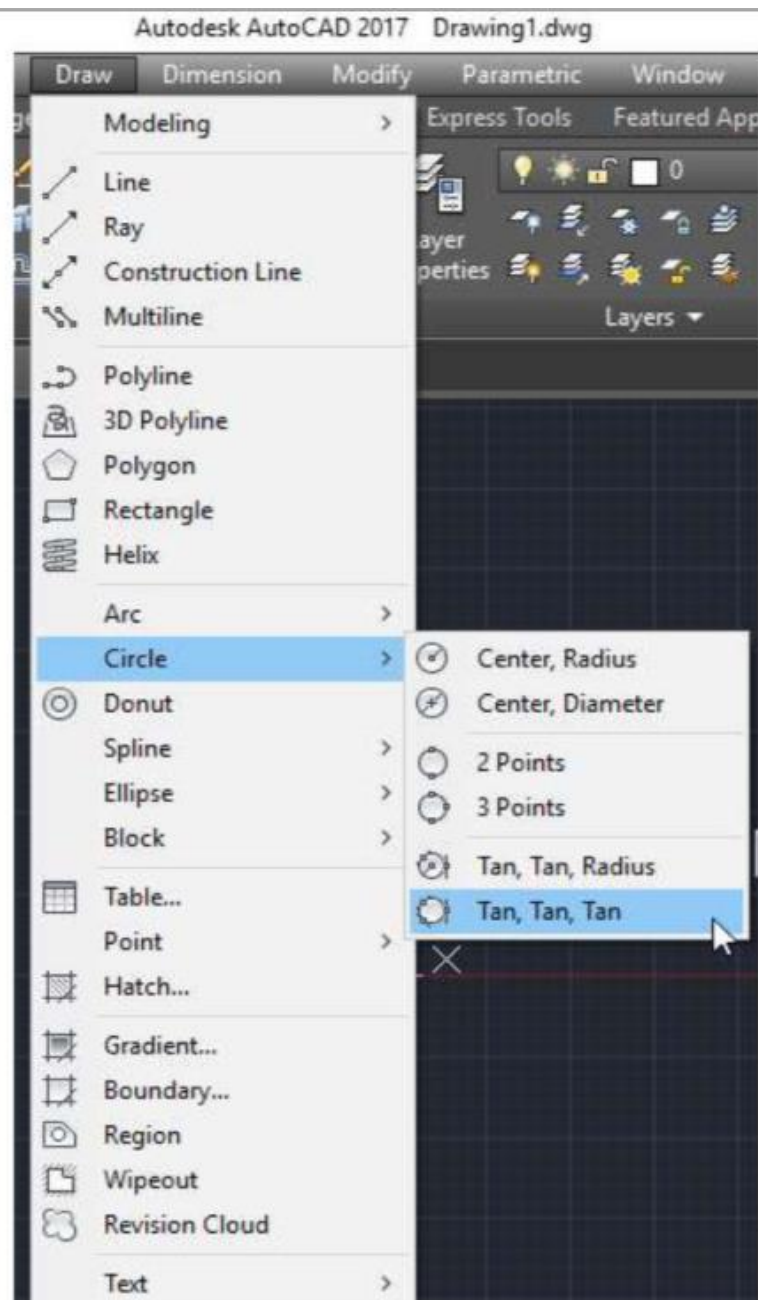 Autodesk AutoCAD 2017 Drawing1.dwg
Draw Dimension Modify Parametric Window
Express Tools Featured App
Modeling
Line
Ray
Construction Line
Multiline
Polyline
3D Polyline
Polygon
Rectangle
Helix
Arc
Circle
Donut
Spline
Ellipse
Block
Table...
Point
Hatch...
Gradient...
Boundary...
Region
Wipeout
Revision Cloud
Text
0
ayer
perties
Layers
Center, Radius
Center, Diameter
2 Points
3 Points
Tan, Tan, Radius
Tan, Tan, Tan